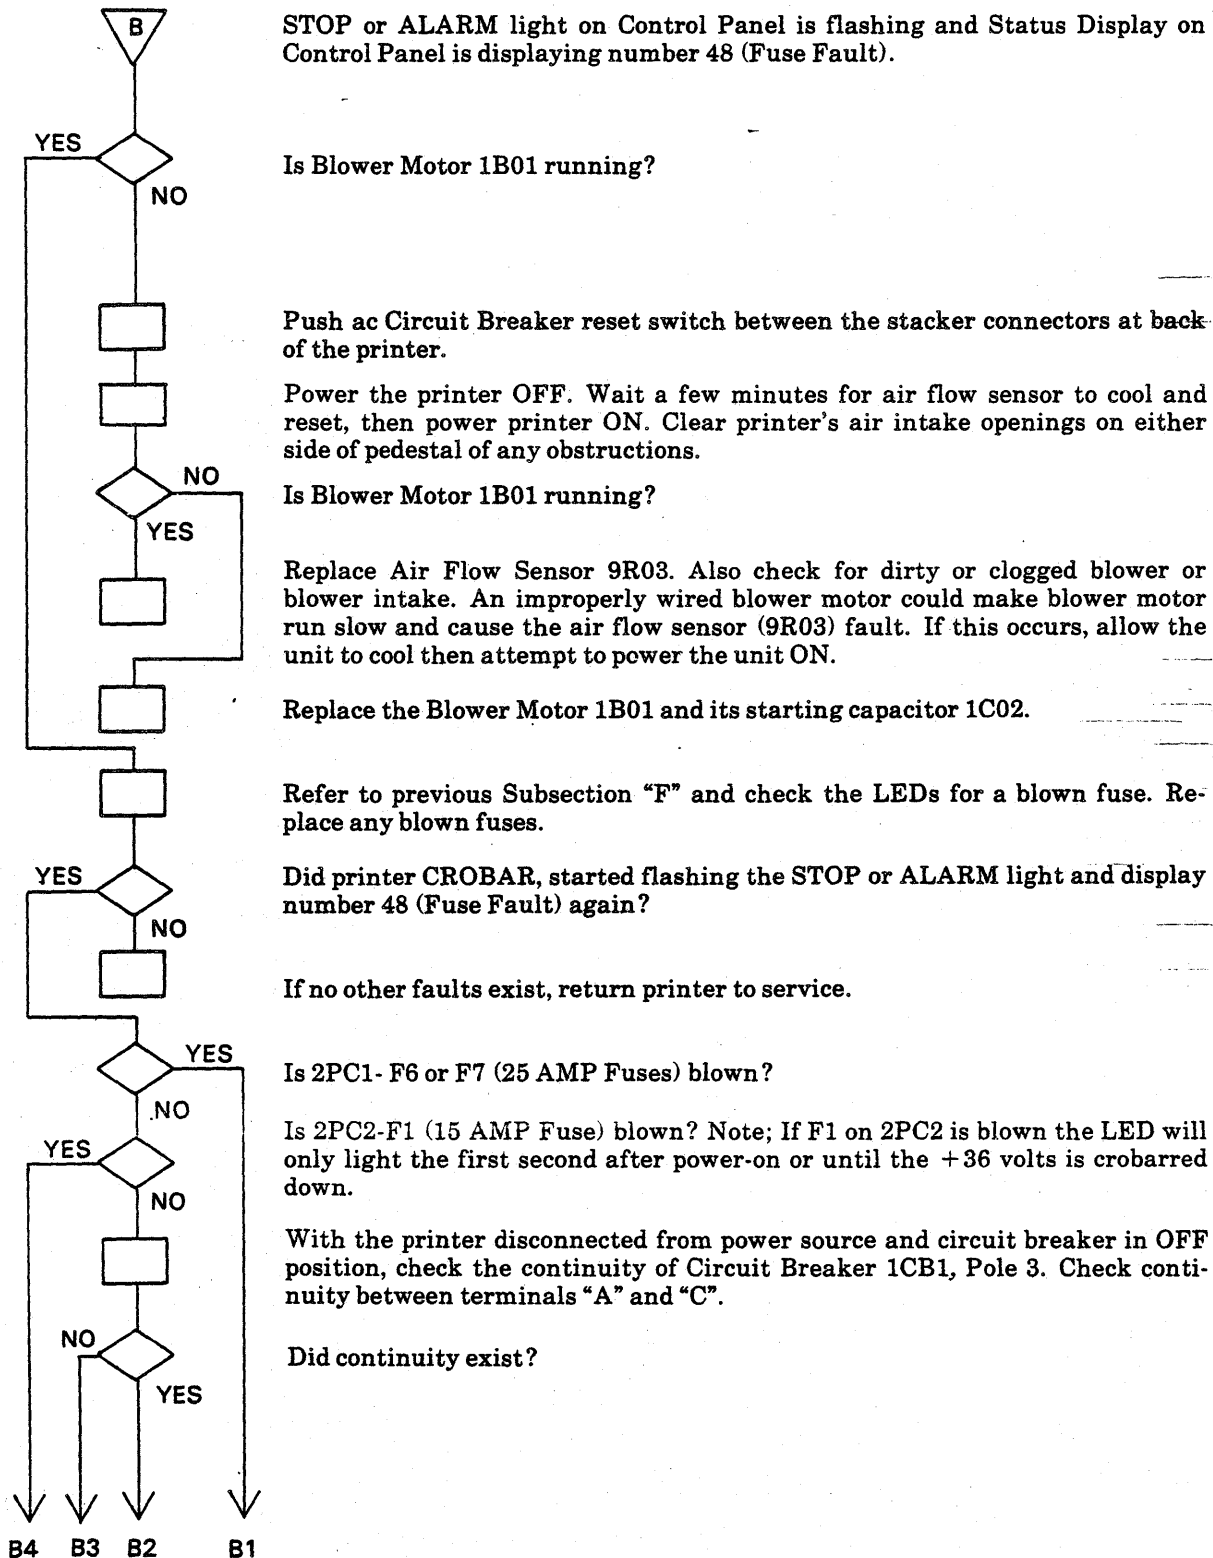 B
STOP or ALARM light on Control Panel is flashing and Status Display on
Control Panel is displaying number 48 (Fuse Fault).
YES
Is Blower Motor 1B01 running?
NO
Push ac Circuit Breaker reset switch between the stacker connectors at back
of the printer.
Power the printer OFF. Wait a few minutes for air flow sensor to cool and
reset, then power printer ON. Clear printer's air intake openings on either
side of pedestal of any obstructions.
NO
Is Blower Motor 1B01 running?
YES
Replace Air Flow Sensor 9R03. Also check for dirty or clogged blower or
blower intake. An improperly wired blower motor could make blower motor
run slow and cause the air flow sensor (9R03) fault. If this occurs, allow the
unit to cool then attempt to power the unit ON.
Replace the Blower Motor 1B01 and its starting capacitor 1C02.
Refer to previous Subsection “F” and check the LEDs for a blown fuse. Re-
place any blown fuses.
YES
Did printer CROBAR, started flashing the STOP or ALARM light and display
number 48 (Fuse Fault) again?
NO
If no other faults exist, return printer to service.
YES
Is 2PC1- F6 or F7 (25 AMP Fuses) blown?
NO
Is 2PC2-F1 (15 AMP Fuse) blown? Note; If F1 on 2PC2 is blown the LED will
YES
only light the first second after power-on or until the +36 volts is crobarred
down.
NO
With the printer disconnected from power source and circuit breaker in OFF
position, check the continuity of Circuit Breaker 1CB1, Pole 3. Check conti-
nuity between terminals “A” and “C”.
NO
Did continuity exist?
YES
B4 B3 B2 B1